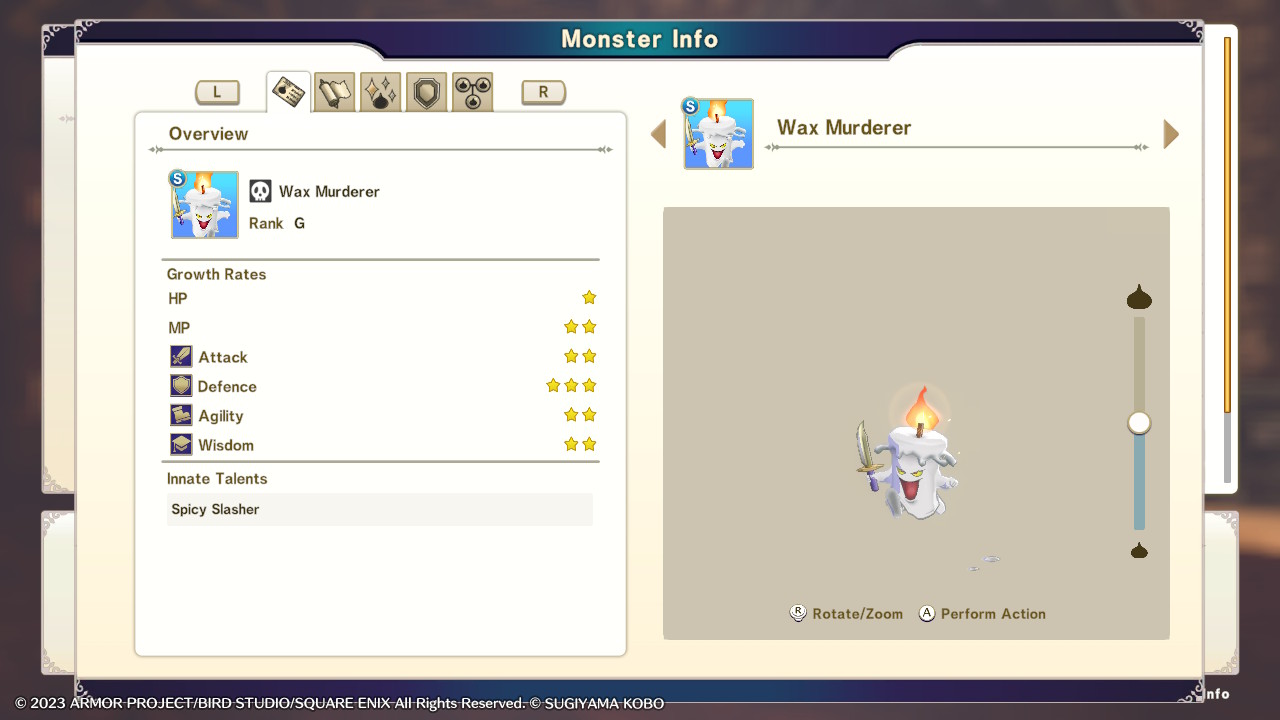 Monster Info
L
R
Overview
S
Wax Murderer
Rank G
Growth Rates
HP
MP
Attack
Defence
Agility
Wisdom
Innate Talents
Spicy Slasher
S
Wax Murderer
R Rotate/Zoom A Perform Action
Info
© 2023 ARMOR PROJECT/BIRD STUDIO/SQUARE ENIX All Rights Reserved. © SUGIYAMA KOBO